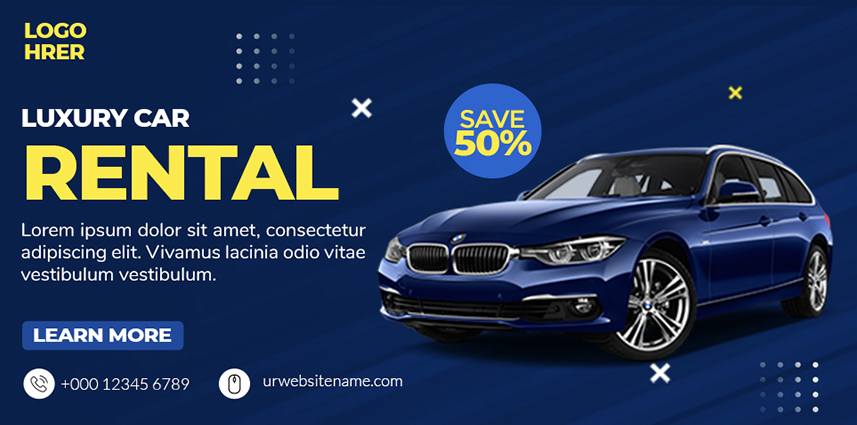 LOGO
HRER
LUXURY CAR
RENTAL
SAVE
50%
Lorem ipsum dolor sit amet, consectetur
adipiscing elit. Vivamus lacinia odio vitae
vestibulum vestibulum.
LEARN MORE
+000 12345 6789
urwebsitename.com